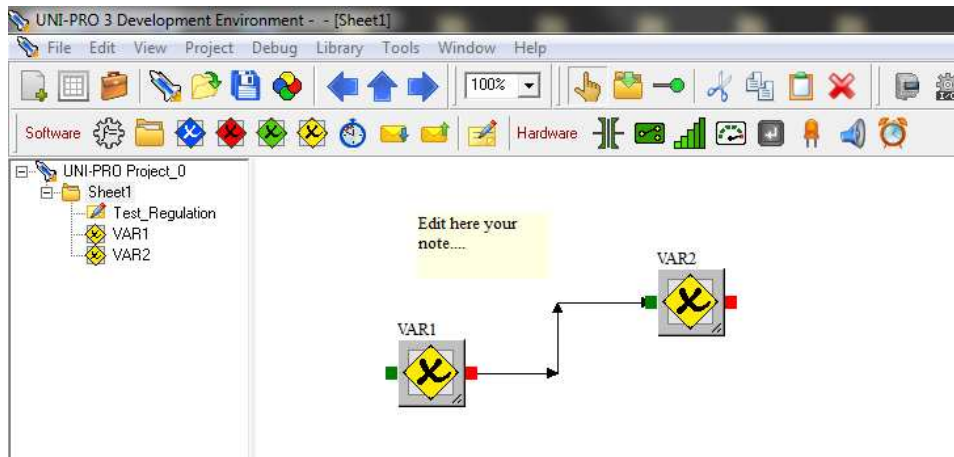 UNI-PRO 3 Development Environment - - [Sheet1]
File Edit View Project Debug Library Tools Window Help
100%
Software
Hardware
UNI-PRO Project_0
Sheet1
Test_Regulation
VAR1
VAR2
Edit here your
note....
VAR2
VAR1